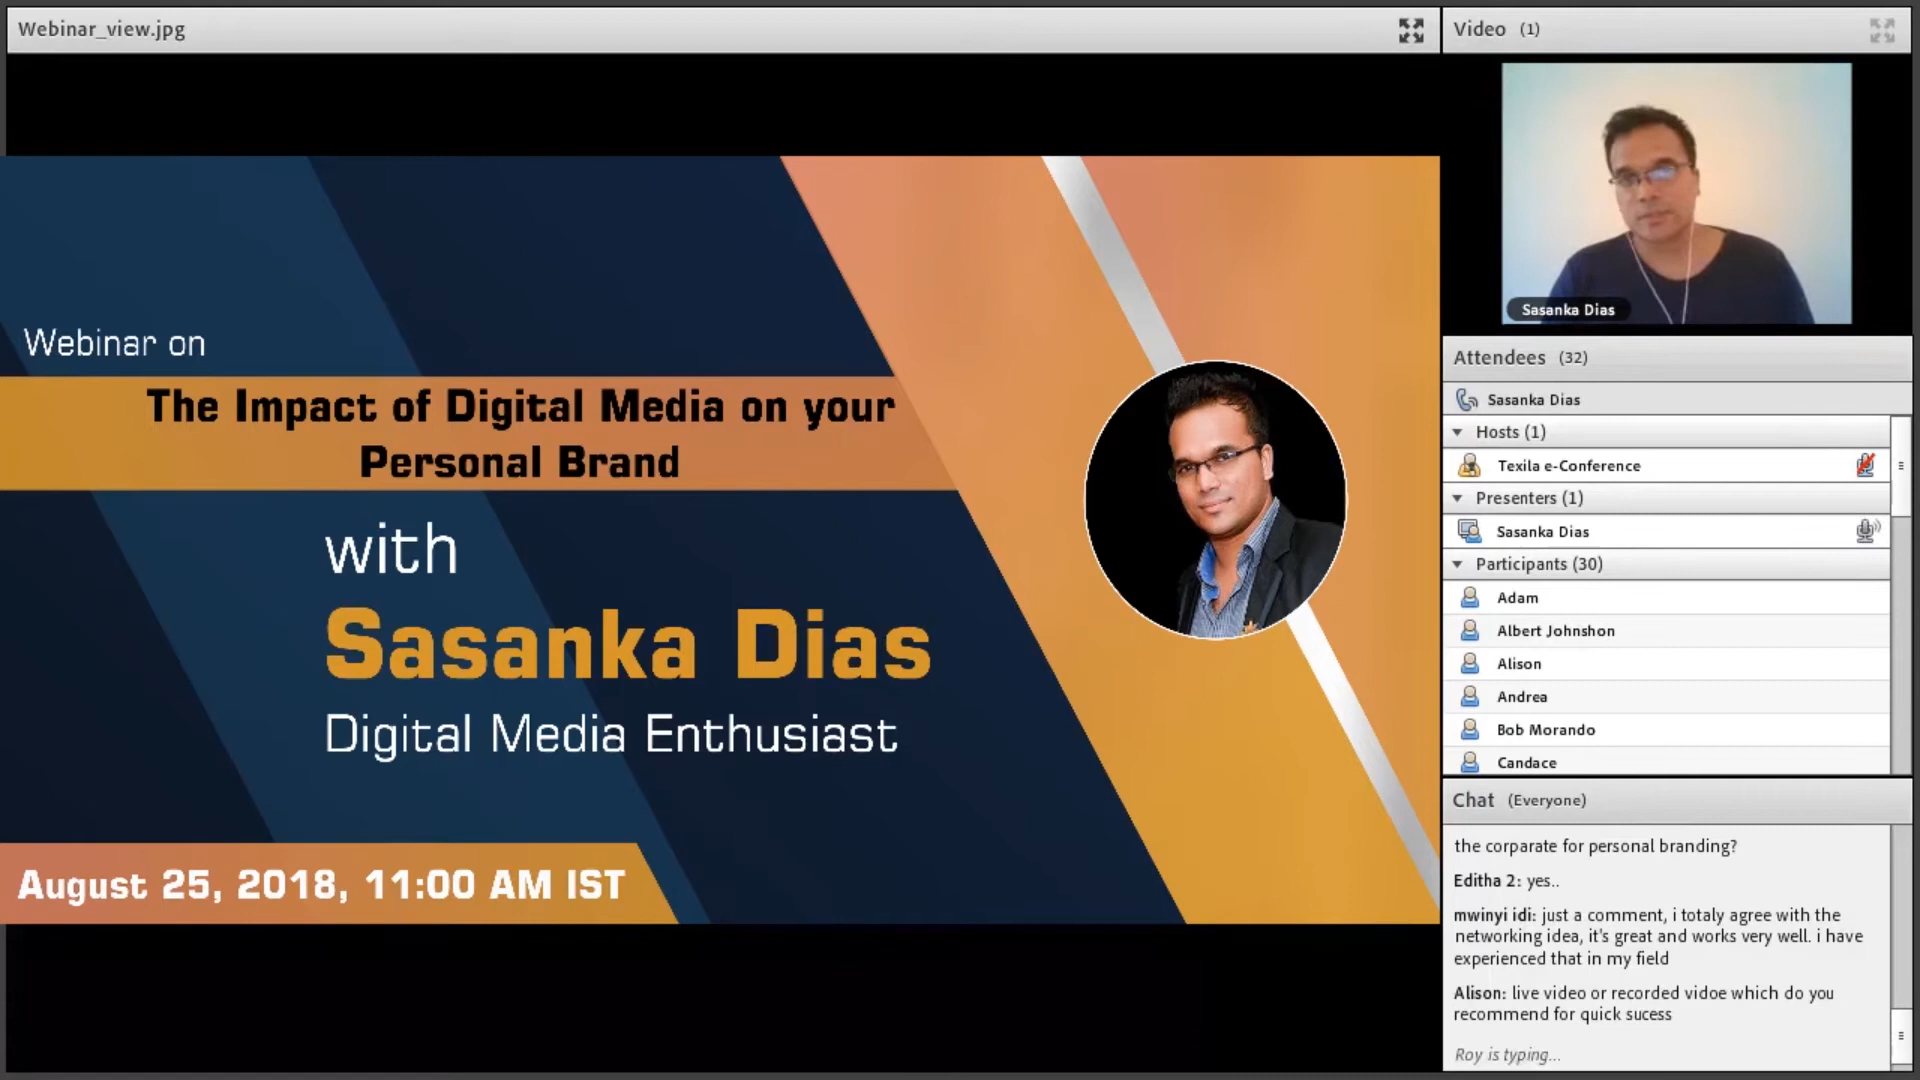 Webinar_view.jpg
Webinar on
The Impact of Digital Media on your
Personal Brand
with
Sasanka Dias
Digital Media Enthusiast
August 25, 2018, 11:00 AM IST
Video (1)
Sasanka Dias
Attendees (32)
Sasanka Dias
Hosts (1)
Texila e-Conference
Presenters (1)
Sasanka Dias
Participants (30)
Adam
Albert Johnshon
Alison
Andrea
Bob Morando
Candace
Chat (Everyone)
the corparate for personal branding?
Editha 2: yes..
mwinyi idi: just a comment, i totaly agree with the
networking idea, it's great and works very well. i have
experienced that in my field
Alison: live video or recorded vidoe which do you
recommend for quick sucess
Roy is typing...